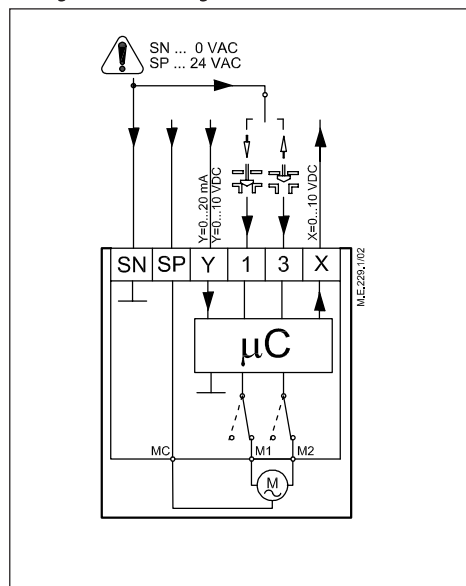 SN ... 0 VAC
SP ... 24 VAC
Y=0...20 mA
Y=0...10 VDC
X=0...10 VDC
SN SP Y 1 3 X
M.E.229.1/02
µC
MC M1 M2
M